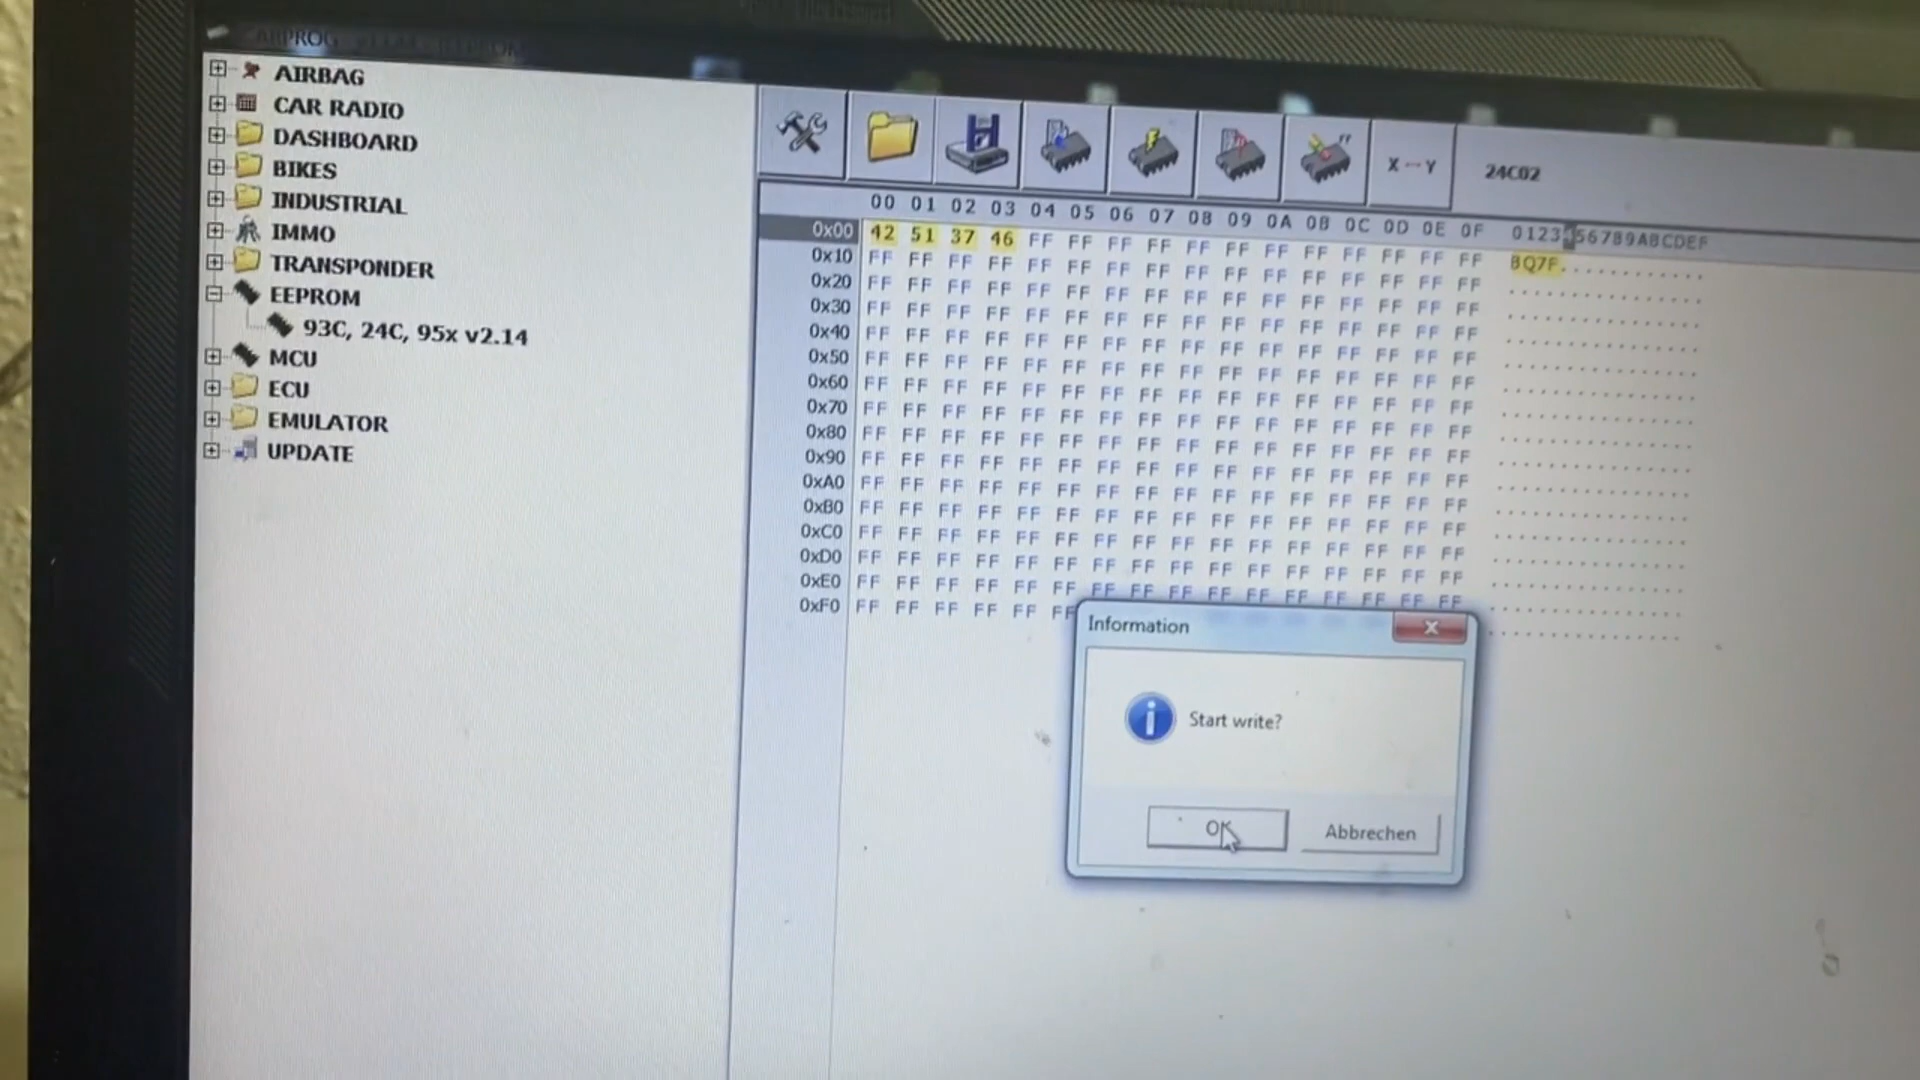 AIRBAG
CAR RADIO
DASHBOARD
BIKES
INDUSTRIAL
IMMO
TRANSPONDER
EEPROM
93C, 24C, 95x v2.14
MCU
ECU
EMULATOR
UPDATE
X ↔ Y 24C02
00 01 02 03 04 05 06 07 08 09 0A 0B 0C 0D 0E 0F 0123456789ABCDEF
0x00 42 51 37 46 FF FF FF FF FF FF FF FF FF FF FF FF BQ7F............
0x10 FF FF FF FF FF FF FF FF FF FF FF FF FF FF FF FF ................
0x20 FF FF FF FF FF FF FF FF FF FF FF FF FF FF FF FF ................
0x30 FF FF FF FF FF FF FF FF FF FF FF FF FF FF FF FF ................
0x40 FF FF FF FF FF FF FF FF FF FF FF FF FF FF FF FF ................
0x50 FF FF FF FF FF FF FF FF FF FF FF FF FF FF FF FF ................
0x60 FF FF FF FF FF FF FF FF FF FF FF FF FF FF FF FF ................
0x70 FF FF FF FF FF FF FF FF FF FF FF FF FF FF FF FF ................
0x80 FF FF FF FF FF FF FF FF FF FF FF FF FF FF FF FF ................
0x90 FF FF FF FF FF FF FF FF FF FF FF FF FF FF FF FF ................
0xA0 FF FF FF FF FF FF FF FF FF FF FF FF FF FF FF FF ................
0xB0 FF FF FF FF FF FF FF FF FF FF FF FF FF FF FF FF ................
0xC0 FF FF FF FF FF FF FF FF FF FF FF FF FF FF FF FF ................
0xD0 FF FF FF FF FF FF FF FF FF FF FF FF FF FF FF FF ................
0xE0 FF FF FF FF FF FF FF FF FF FF FF FF FF FF FF FF ................
0xF0 FF FF FF FF FF FF ................
Information
Start write?
OK Abbrechen